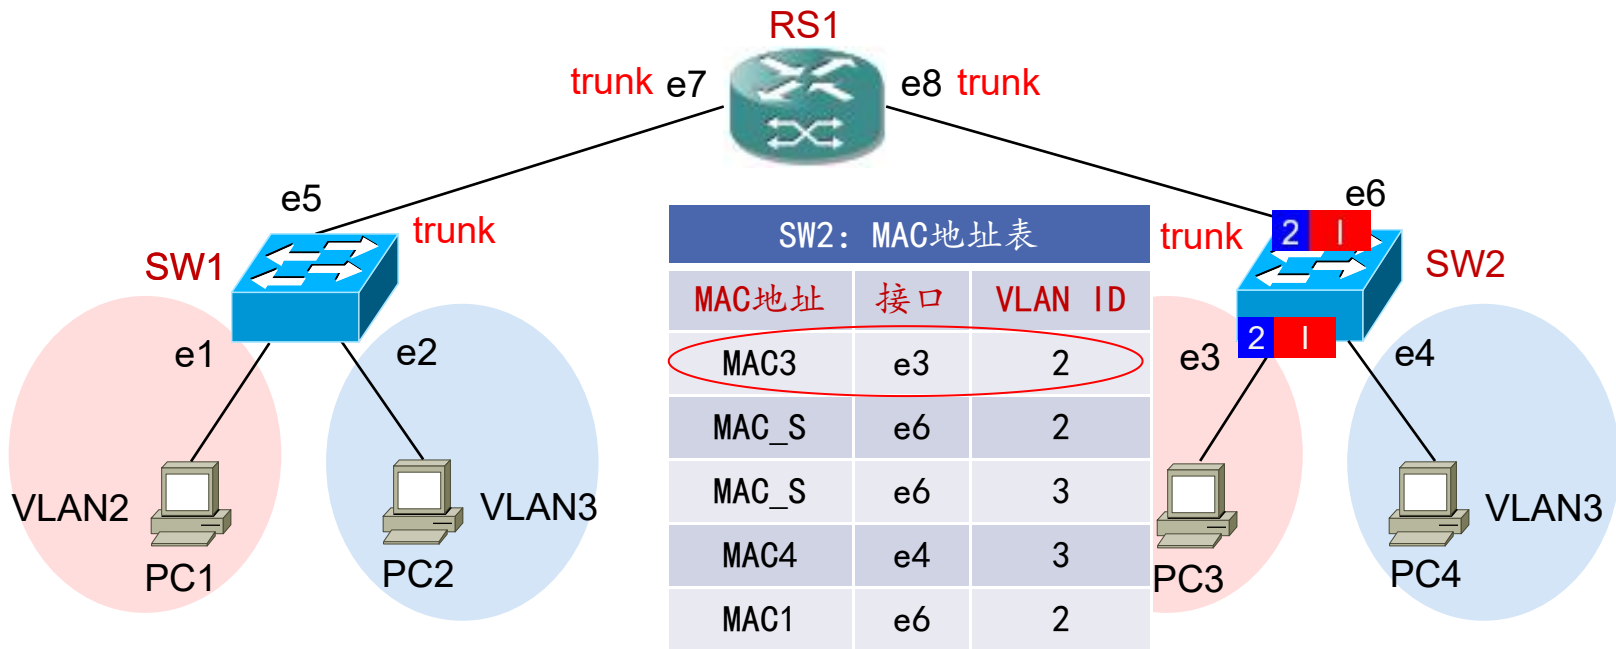 RS1
trunk e7
e8 trunk
e5
trunk
SW1
e1
e2
VLAN2
PC1
PC2
VLAN3
SW2：MAC地址表
MAC地址 接口 VLAN ID
MAC3 e3 2
MAC_S e6 2
MAC_S e6 3
MAC4 e4 3
MAC1 e6 2
e6
trunk
2 I
SW2
2 I
e3
e4
VLAN3
PC3
PC4